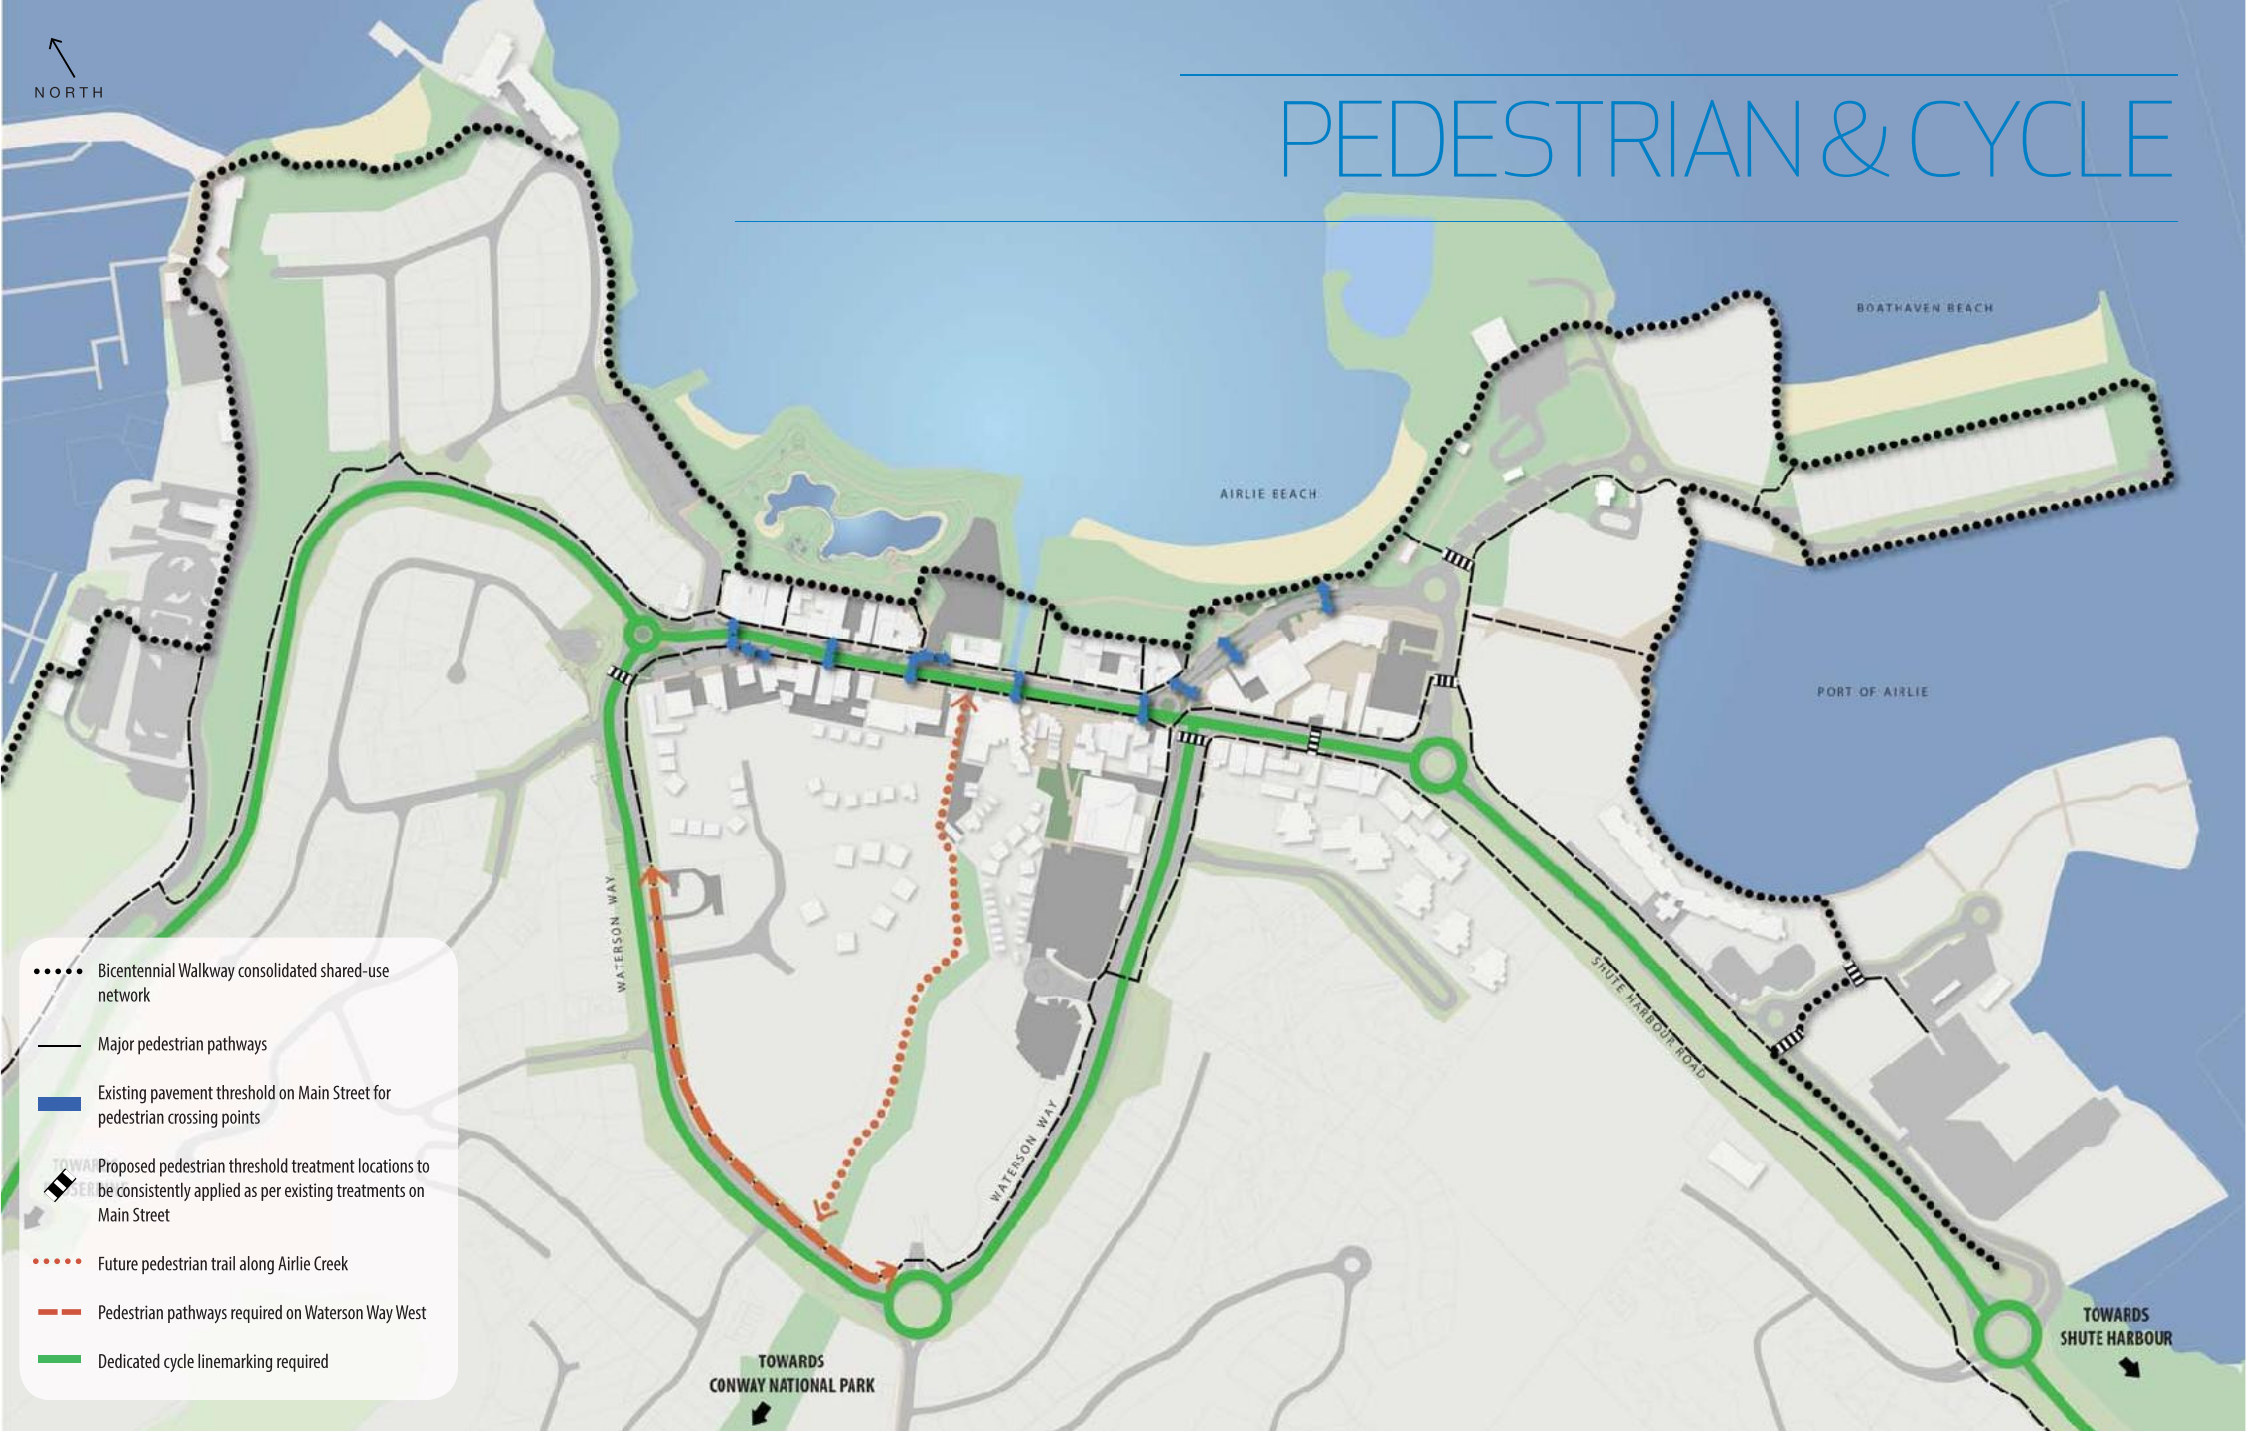 NORTH
PEDESTRIAN & CYCLE
BOATHAVEN BEACH
AIRLIE BEACH
PORT OF AIRLIE
WATERSON WAY
SHUTE HARBOUR ROAD
WATERSON WAY
Bicentennial Walkway consolidated shared-use
network
Major pedestrian pathways
Existing pavement threshold on Main Street for
pedestrian crossing points
Proposed pedestrian threshold treatment locations to
be consistently applied as per existing treatments on
Main Street
Future pedestrian trail along Airlie Creek
Pedestrian pathways required on Waterson Way West
Dedicated cycle linemarking required
TOWARDS
CONWAY NATIONAL PARK
TOWARDS
SHUTE HARBOUR